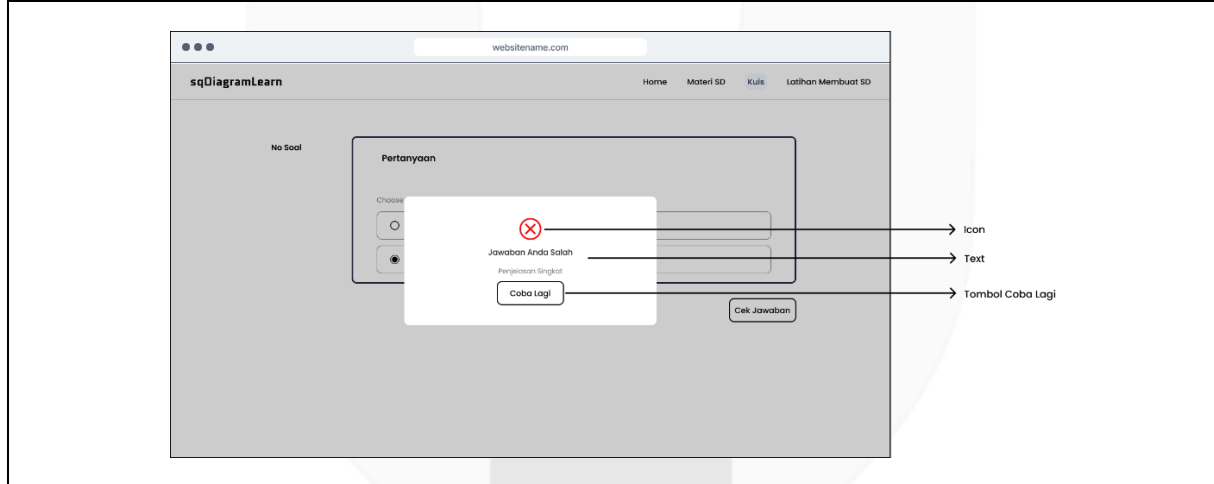 websitename.com
sqDiagramLearn
Home Materi SD Kuis Latihan Membuat SD
No Soal
Pertanyaan
Choose
Jawaban Anda Salah
Penjelasan Singkat
Coba Lagi
Cek Jawaban
Icon
Text
Tombol Coba Lagi